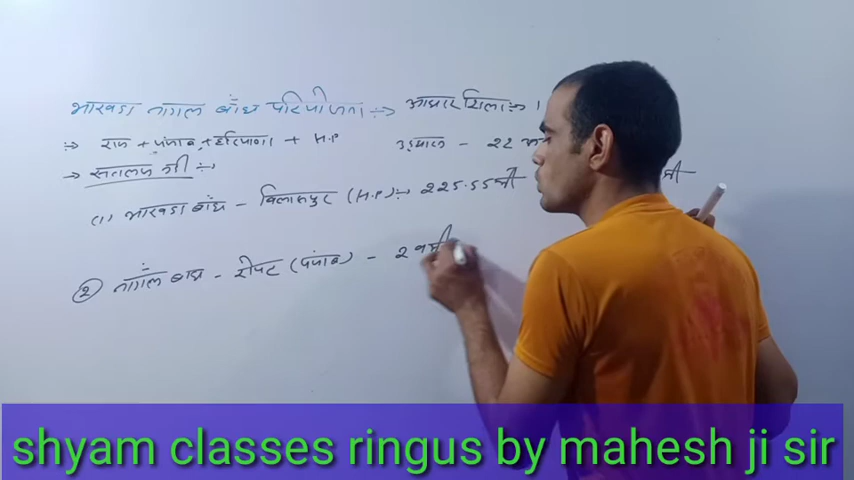 भाखडा नागल बाँध परियोजना :-> आधार शिला :-> 1
:-> राज + पंजाब + हरियाणा + H.P उद्घाटन - 22
-> सतलज नदी :->
(1) भाखडा बाँध - विलासपुर (H.P) :-> 225.55 मी
(2) नांगल बाँध - रोपड (पंजाब) - 29 मी
shyam classes ringus by mahesh ji sir